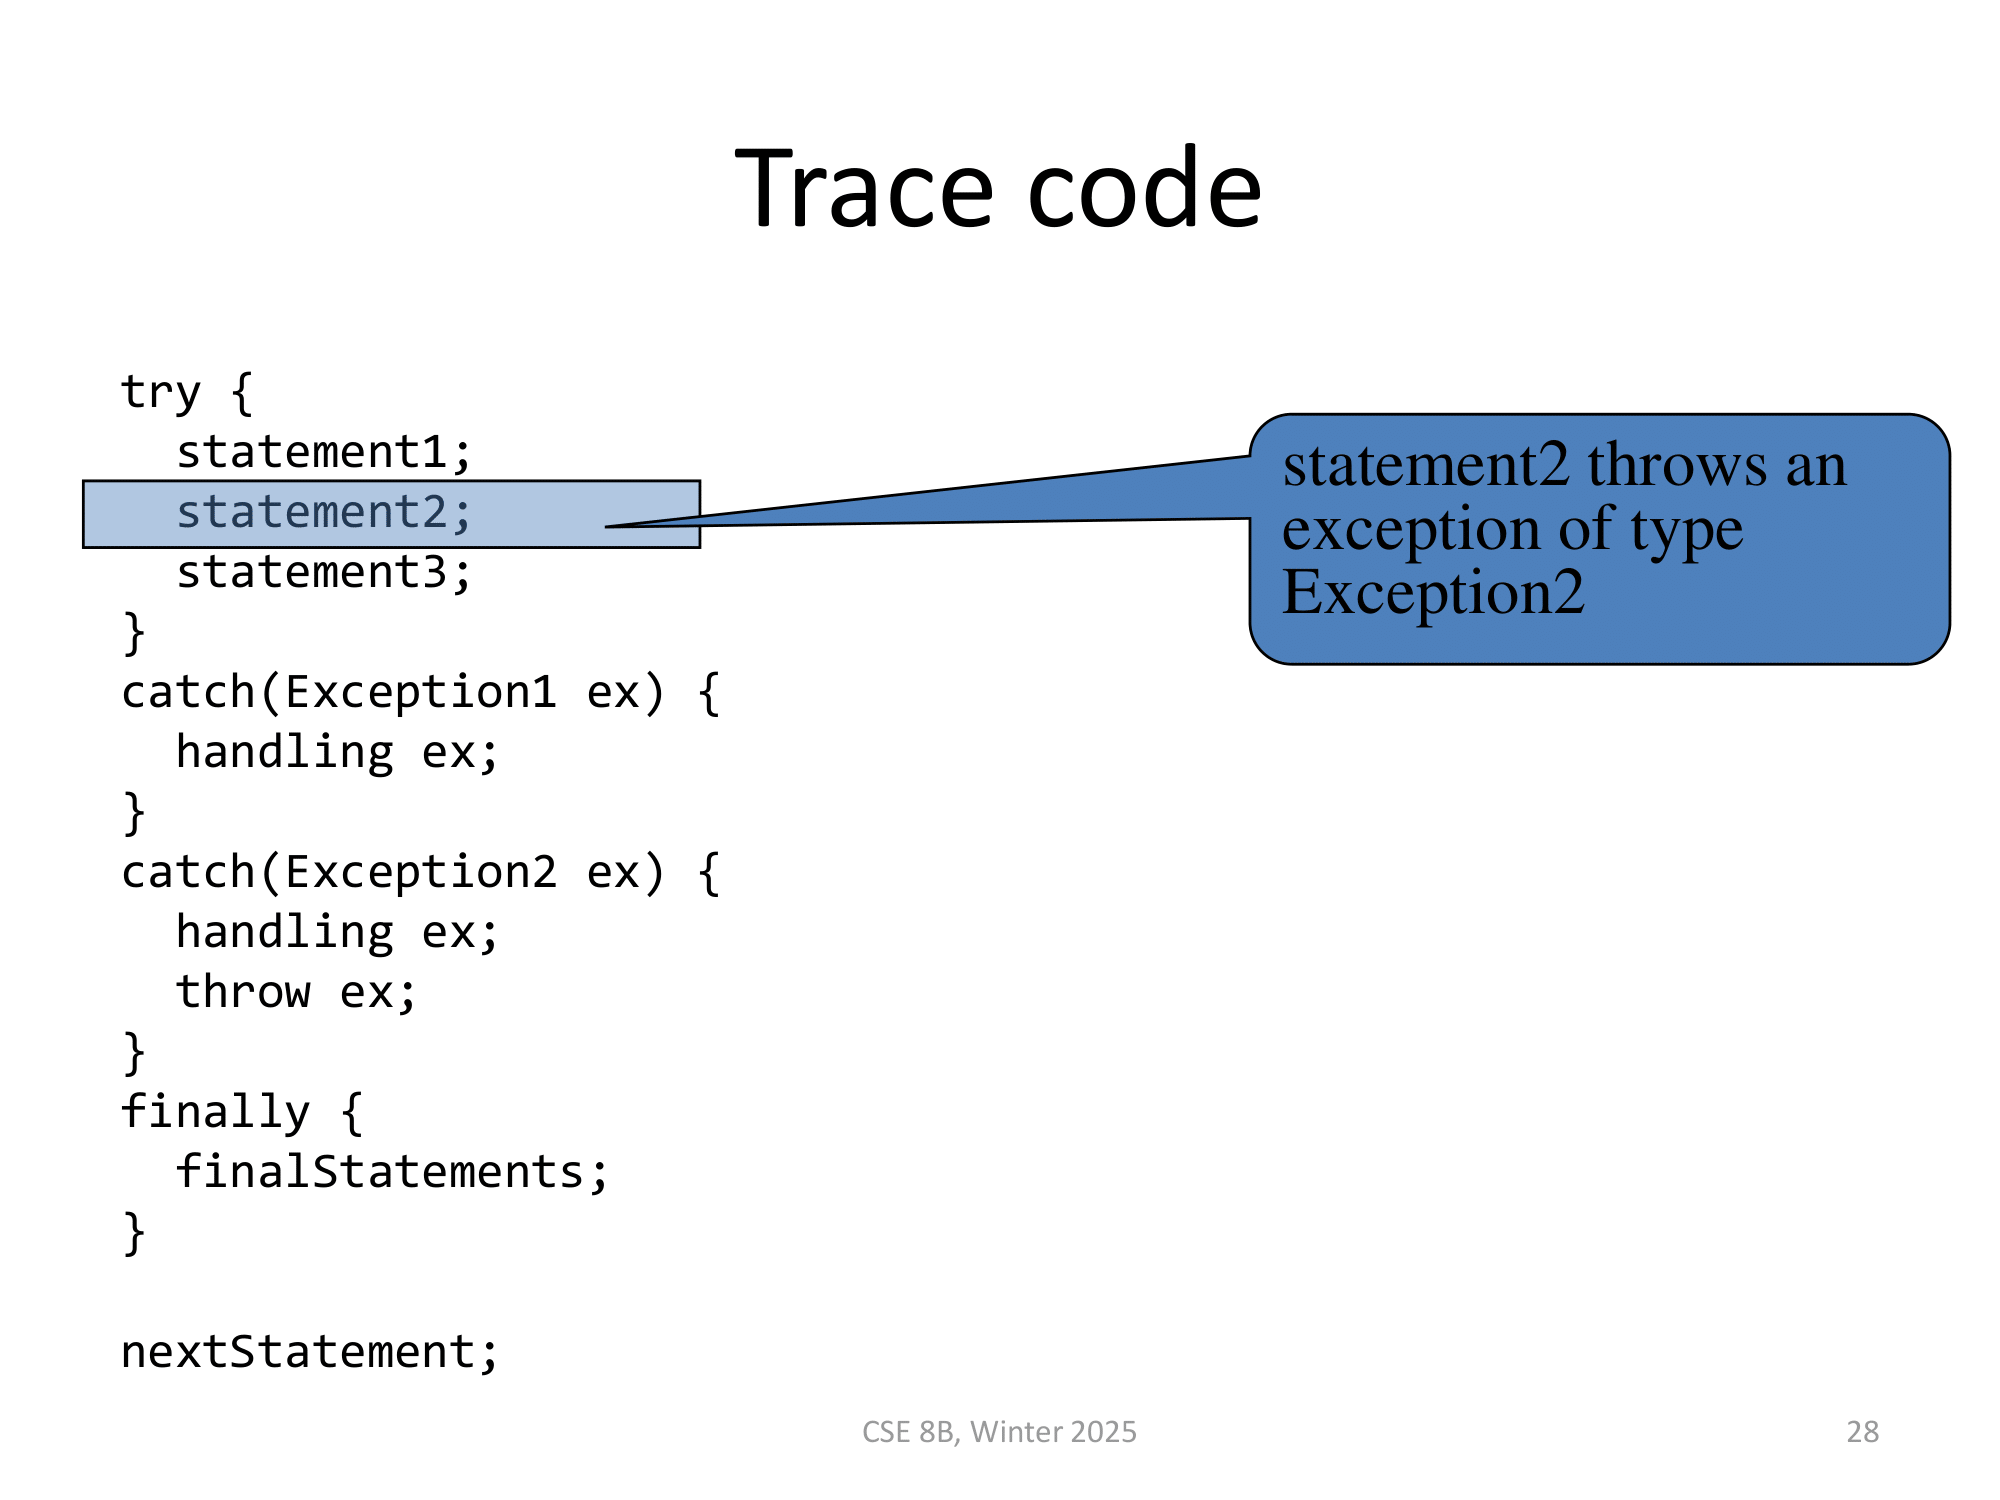 Trace code
try {
  statement1;
  statement2;
  statement3;
}
catch(Exception1 ex) {
  handling ex;
}
catch(Exception2 ex) {
  handling ex;
  throw ex;
}
finally {
  finalStatements;
}
nextStatement;
statement2 throws an
exception of type
Exception2
CSE 8B, Winter 2025
28